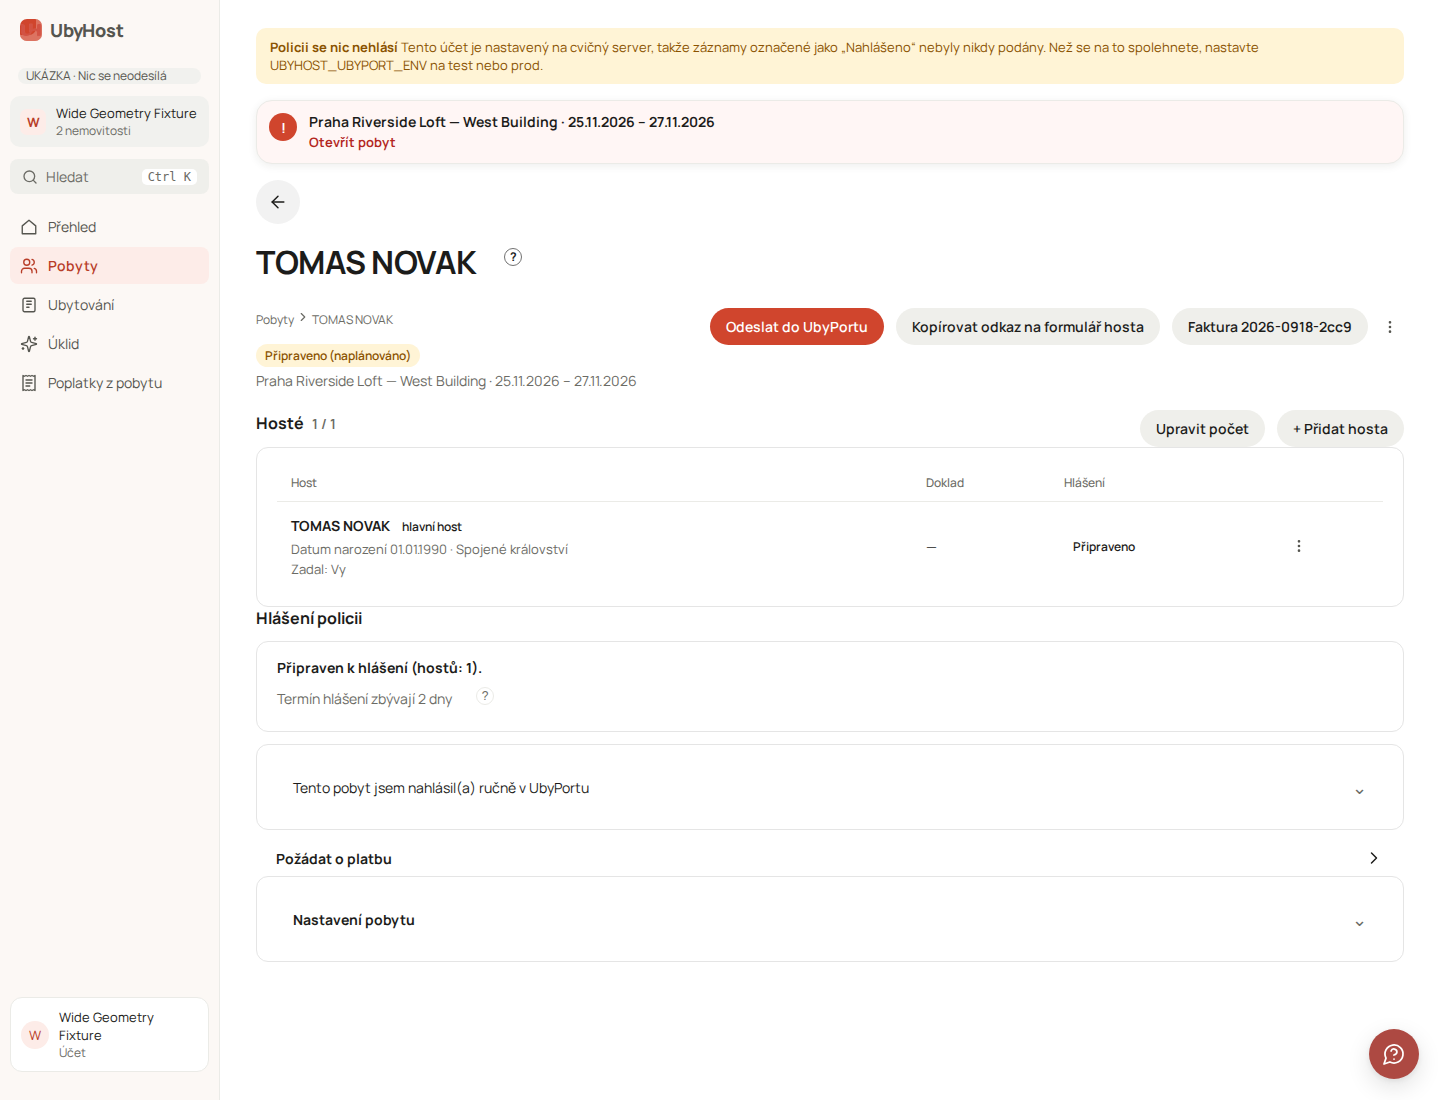 UbyHost
UKÁZKA · Nic se neodesílá
W
Wide Geometry Fixture
2 nemovitosti
Hledat
Ctrl K
Přehled
Pobyty
Ubytování
Úklid
Poplatky z pobytu
W
Wide Geometry
Fixture
Účet
Policii se nic nehlásí Tento účet je nastavený na cvičný server, takže záznamy označené jako „Nahlášeno“ nebyly nikdy podány. Než se na to spolehnete, nastavte
UBYHOST_UBYPORT_ENV na test nebo prod.
!
Praha Riverside Loft — West Building · 25.11.2026 – 27.11.2026
Otevřít pobyt
TOMAS NOVAK
?
Pobyty
TOMAS NOVAK
Odeslat do UbyPortu
Kopírovat odkaz na formulář hosta
Faktura 2026-0918-2cc9
Připraveno (naplánováno)
Praha Riverside Loft — West Building · 25.11.2026 – 27.11.2026
Hosté 1 / 1
Upravit počet
+ Přidat hosta
Host
Doklad
Hlášení
TOMAS NOVAK hlavní host
Datum narození 01.01.1990 · Spojené království
Zadal: Vy
—
Připraveno
Hlášení policii
Připraven k hlášení (hostů: 1).
Termín hlášení zbývají 2 dny
?
Tento pobyt jsem nahlásil(a) ručně v UbyPortu
Požádat o platbu
Nastavení pobytu